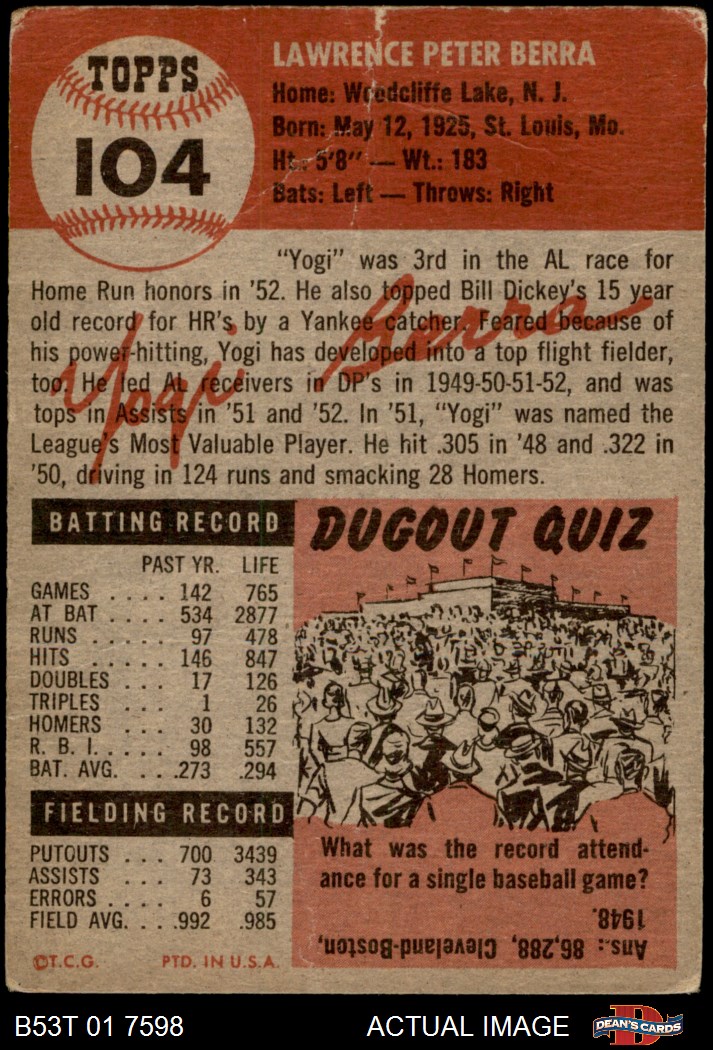 TOPPS
104
LAWRENCE PETER BERRA
Home: Woodcliffe Lake, N. J.
Born: May 12, 1925, St. Louis, Mo.
Ht.: 5'8" — Wt.: 183
Bats: Left — Throws: Right
"Yogi" was 3rd in the AL race for
Home Run honors in '52. He also topped Bill Dickey's 15 year
old record for HR's by a Yankee catcher. Feared because of
his power-hitting, Yogi has developed into a top flight fielder,
too. He led AL receivers in DP's in 1949-50-51-52, and was
tops in Assists in '51 and '52. In '51, "Yogi" was named the
League's Most Valuable Player. He hit .305 in '48 and .322 in
'50, driving in 124 runs and smacking 28 Homers.
Yogi Berra
BATTING RECORD
PAST YR. LIFE
GAMES .... 142 765
AT BAT .... 534 2877
RUNS ..... 97 478
HITS ..... 146 847
DOUBLES ... 17 126
TRIPLES ... 1 26
HOMERS ... 30 132
R. B. I. .... 98 557
BAT. AVG. ... .273 .294
FIELDING RECORD
PUTOUTS ... 700 3439
ASSISTS ... 73 343
ERRORS .... 6 57
FIELD AVG. ... .992 .985
©T.C.G. PTD. IN U.S.A.
DUGOUT QUIZ
What was the record attend-
ance for a single baseball game?
Ans.: 86,288, Cleveland-Boston,
1948.
B53T 01 7598
ACTUAL IMAGE
D
DEAN'S CARDS